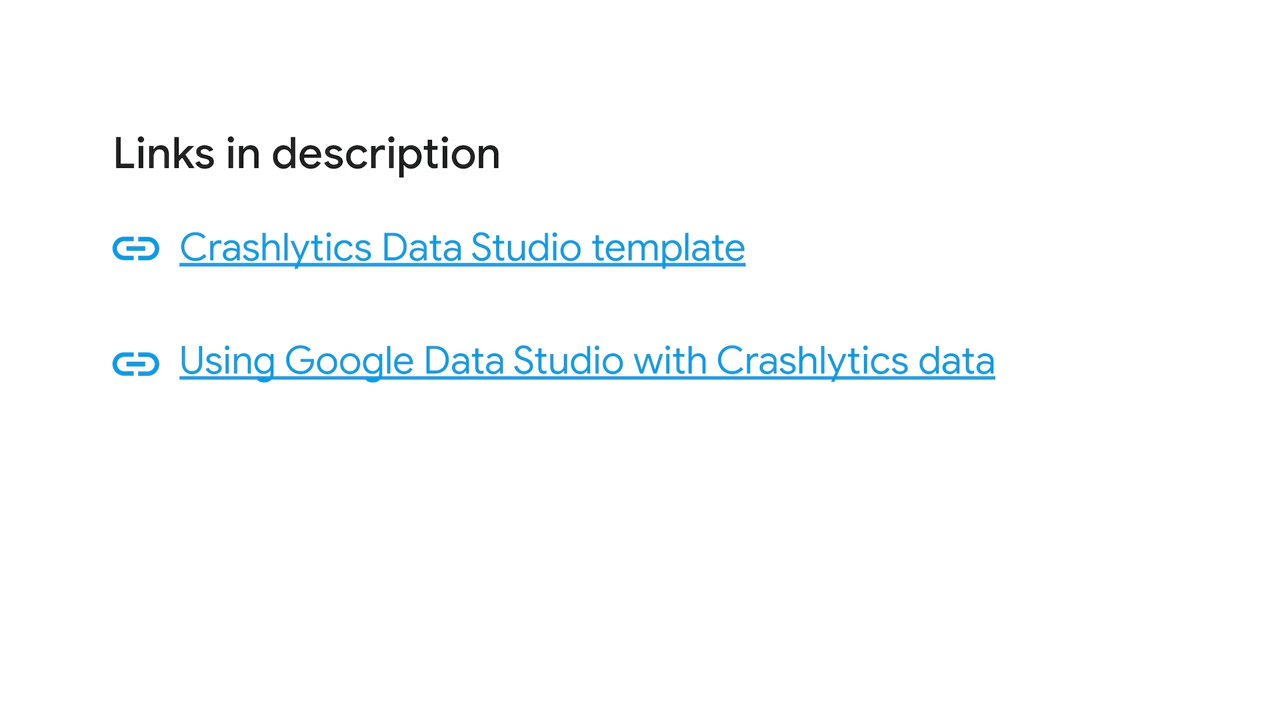 Links in description
Crashlytics Data Studio template
Using Google Data Studio with Crashlytics data